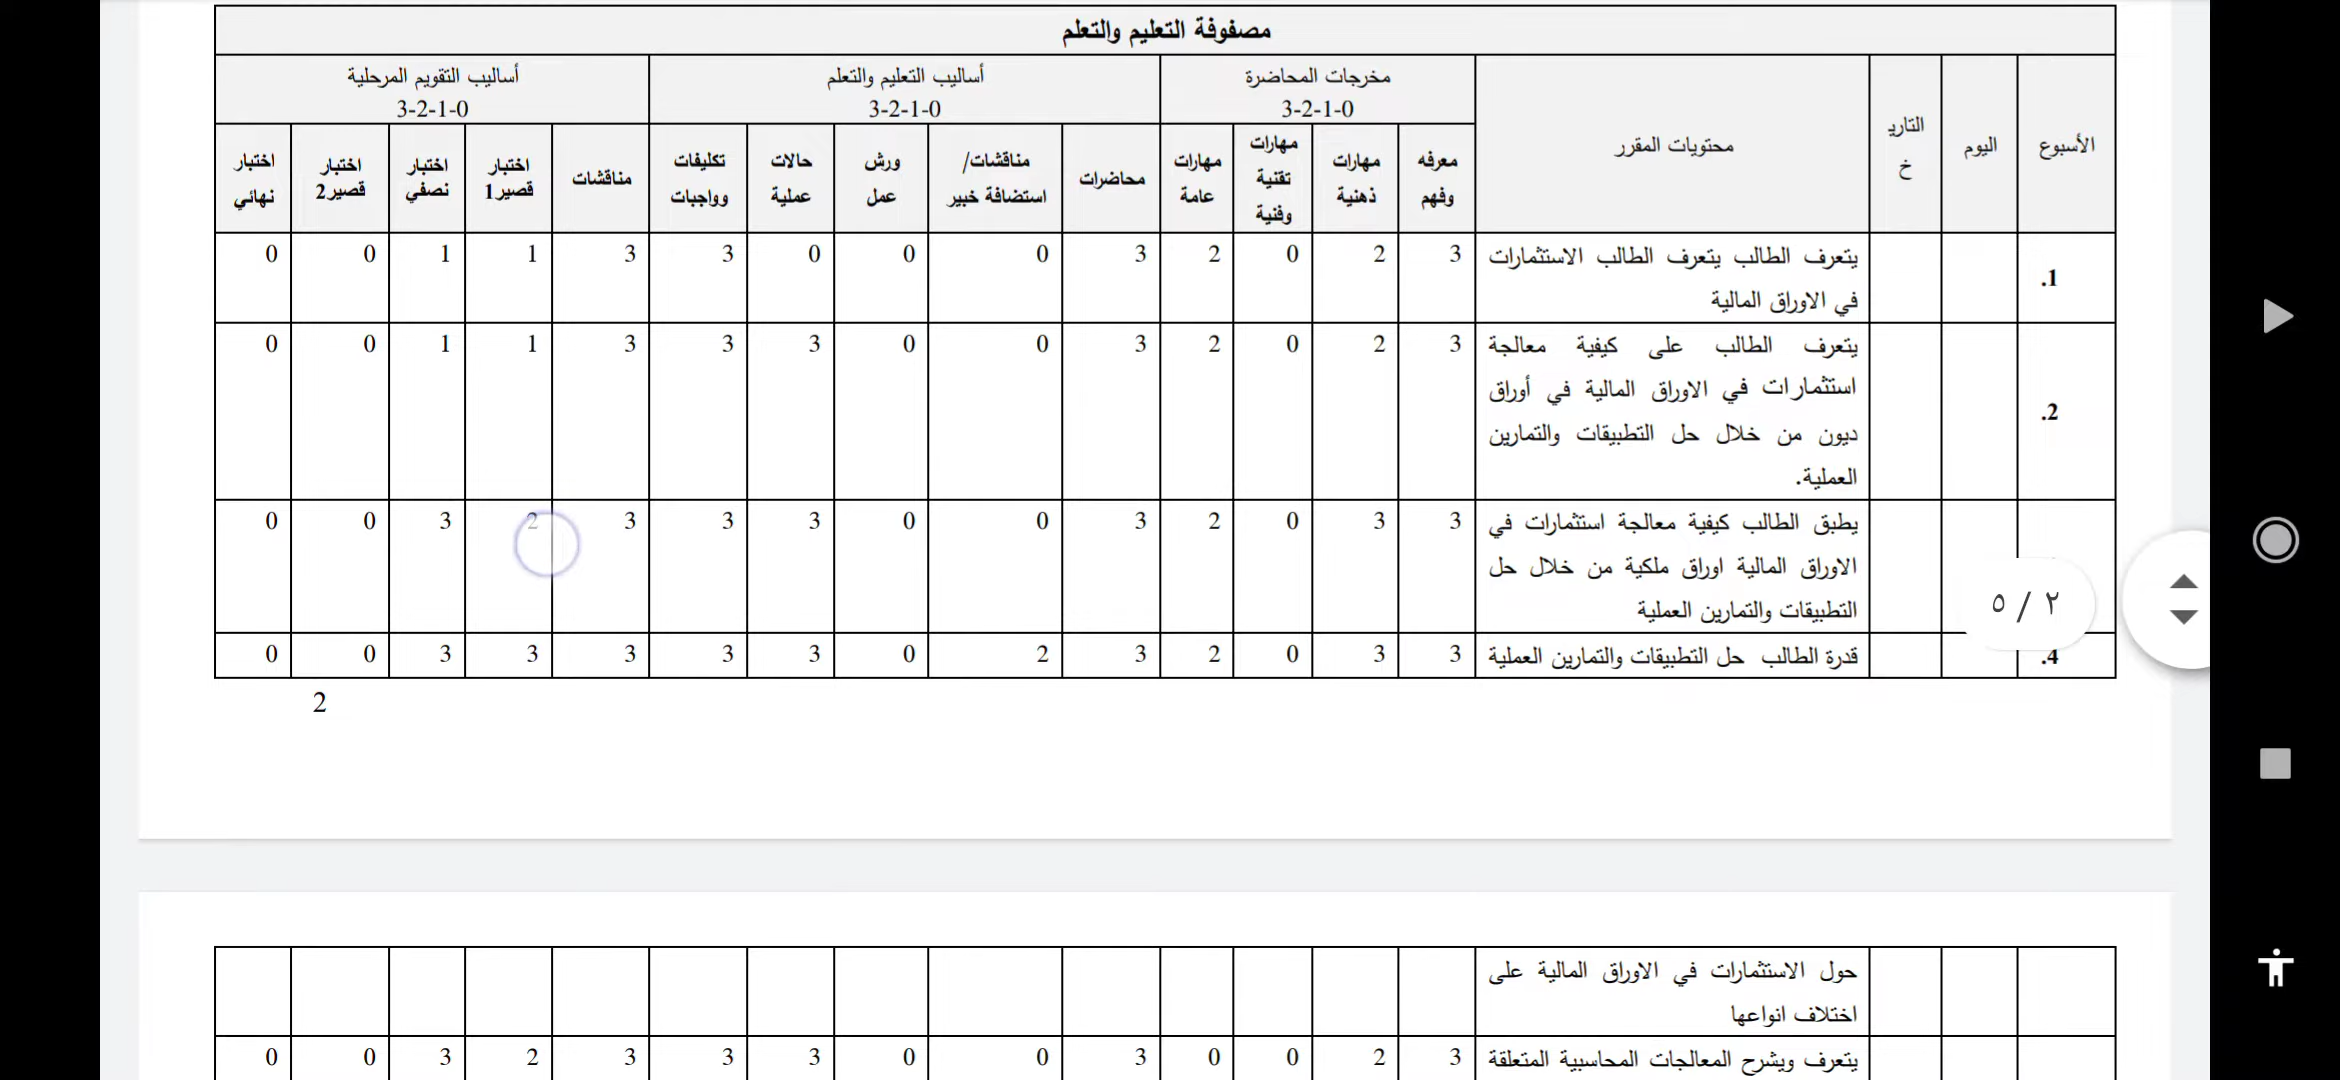 مصفوفة التعليم والتعلم
الأسبوع
اليوم
التاريـ
خ
محتويات المقرر
مخرجات المحاضرة
3-2-1-0
أساليب التعليم والتعلم
3-2-1-0
أساليب التقويم المرحلية
3-2-1-0
معرفه
وفهم
مهارات
ذهنية
مهارات
تقنية
وفنية
مهارات
عامة
محاضرات
مناقشات/
استضافة خبير
ورش
عمل
حالات
عملية
تكليفات
وواجبات
مناقشات
اختبار
قصير1
اختبار
نصفي
اختبار
قصير2
اختبار
نهائي
1.
يتعرف الطالب يتعرف الطالب الاستثمارات
في الاوراق المالية
3 2 0 2 3 0 0 0 3 3 1 1 0 0
2.
يتعرف الطالب على كيفية معالجة
استثمارات في الاوراق المالية في أوراق
ديون من خلال حل التطبيقات والتمارين
العملية.
3 2 0 2 3 0 0 3 3 3 1 1 0 0
يطبق الطالب كيفية معالجة استثمارات في
الاوراق المالية اوراق ملكية من خلال حل
التطبيقات والتمارين العملية
3 3 0 2 3 0 0 3 3 3 2 3 0 0
٢ / ٥
4.
قدرة الطالب حل التطبيقات والتمارين العملية
3 3 0 2 3 2 0 3 3 3 3 3 0 0
2
حول الاستثمارات في الاوراق المالية على
اختلاف انواعها
يتعرف ويشرح المعالجات المحاسبية المتعلقة
3 2 0 0 3 0 0 3 3 3 2 3 0 0